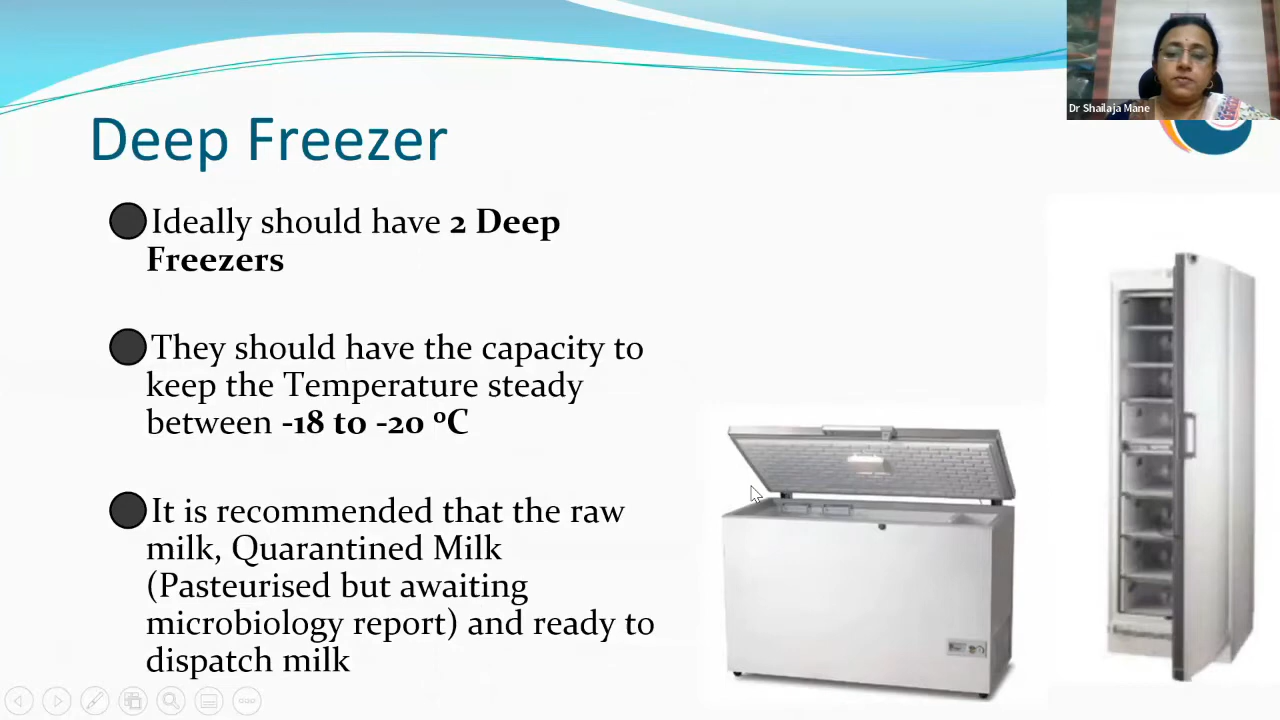 Dr Shailaja Mane
Deep Freezer
Ideally should have 2 Deep
Freezers
They should have the capacity to
keep the Temperature steady
between -18 to -20 ºC
It is recommended that the raw
milk, Quarantined Milk
(Pasteurised but awaiting
microbiology report) and ready to
dispatch milk